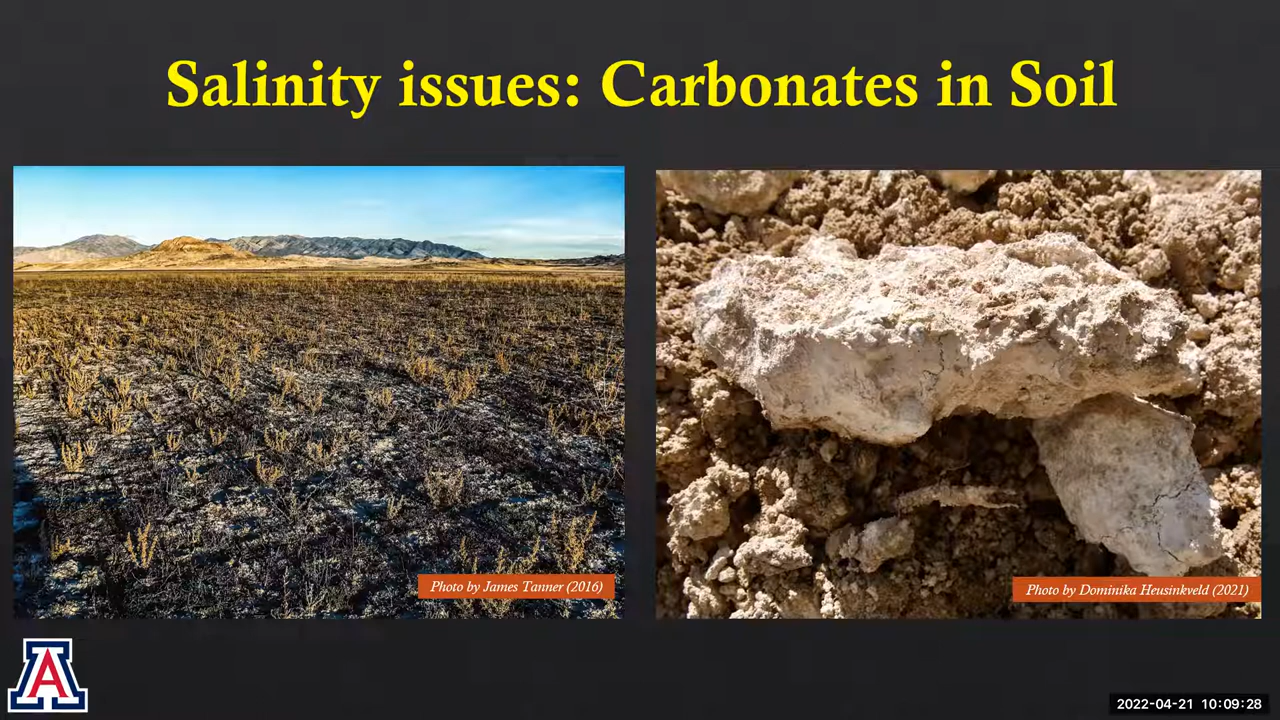 Salinity issues: Carbonates in Soil
Photo by James Tanner (2016)
Photo by Dominika Heusinkveld (2021)
A
2022-04-21 10:09:28